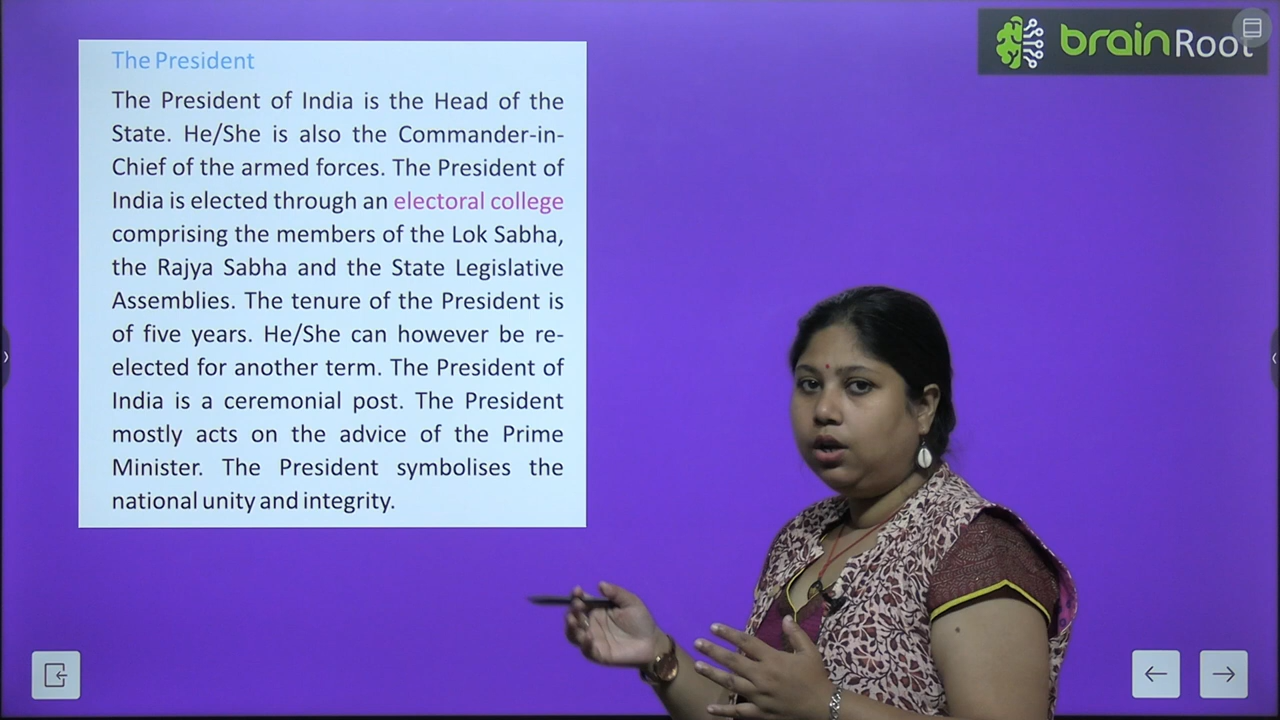 The President
The President of India is the Head of the
State. He/She is also the Commander-in-
Chief of the armed forces. The President of
India is elected through an electoral college
comprising the members of the Lok Sabha,
the Rajya Sabha and the State Legislative
Assemblies. The tenure of the President is
of five years. He/She can however be re-
elected for another term. The President of
India is a ceremonial post. The President
mostly acts on the advice of the Prime
Minister. The President symbolises the
national unity and integrity.
brainRoot